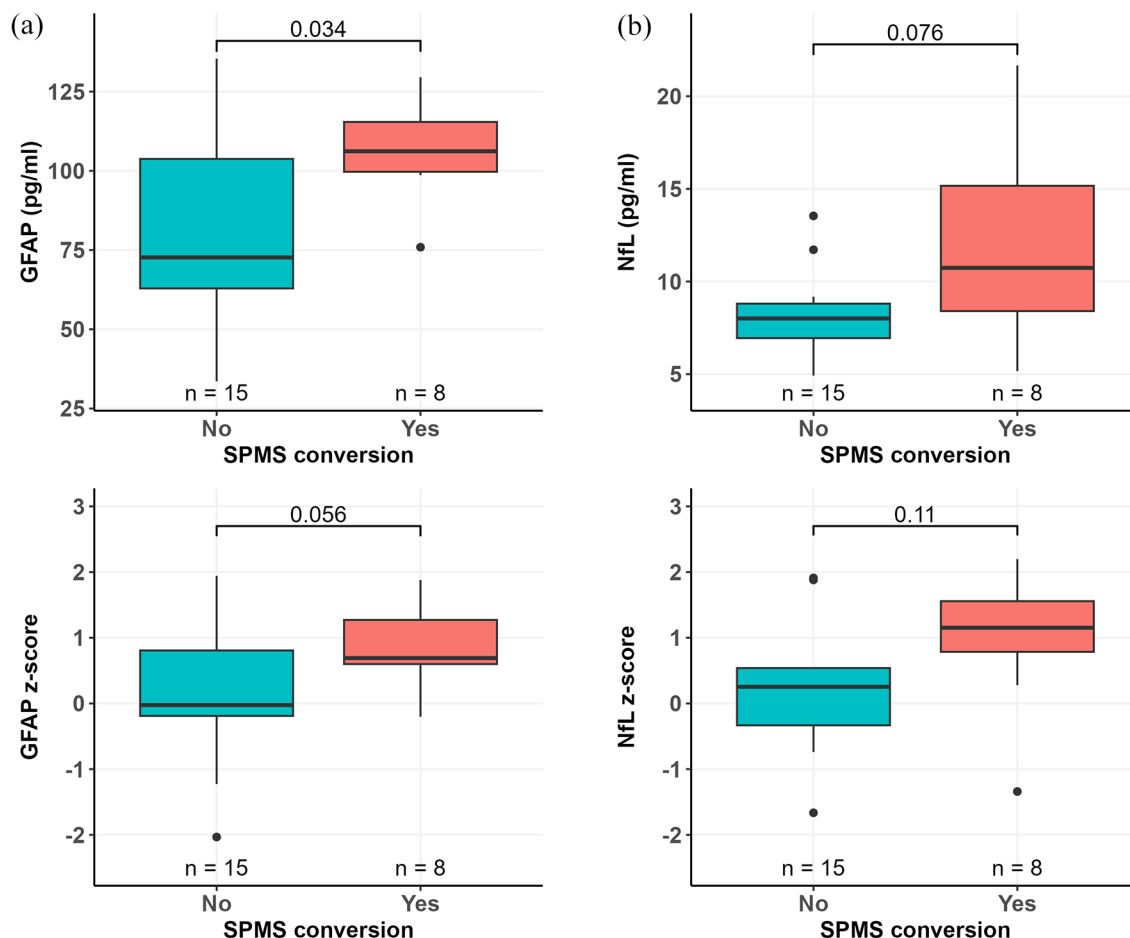 (a)
0.034
GFAP (pg/ml)
125
100
75
50
25
n = 15
n = 8
No
Yes
SPMS conversion
(b)
0.076
NfL (pg/ml)
20
15
10
5
n = 15
n = 8
No
Yes
SPMS conversion
0.056
GFAP z-score
3
2
1
0
-1
-2
n = 15
n = 8
No
Yes
SPMS conversion
0.11
NfL z-score
3
2
1
0
-1
-2
n = 15
n = 8
No
Yes
SPMS conversion